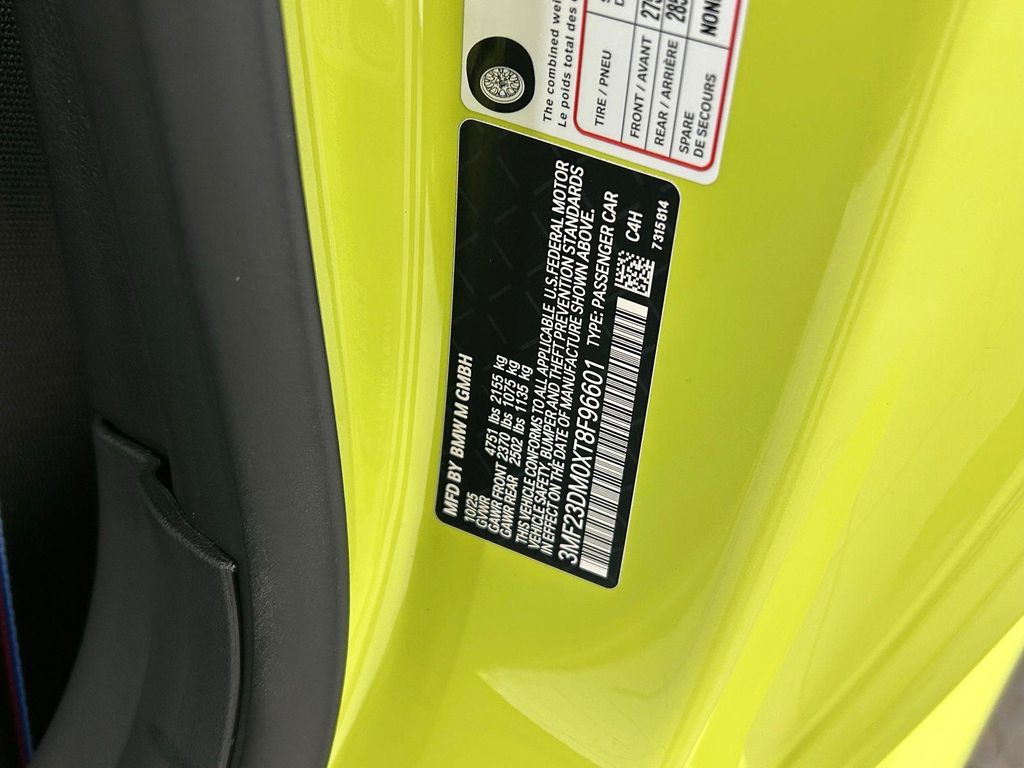 The combined wei
Le poids total des o
TIRE / PNEU
FRONT / AVANT
REAR / ARRIÈRE
SPARE
DE SECOURS
NON
MFD BY BMW M GMBH
10/25
GVWR 4751 lbs 2155 kg
GAWR FRONT 2370 lbs 1075 kg
GAWR REAR 2502 lbs 1135 kg
THIS VEHICLE CONFORMS TO ALL APPLICABLE U.S. FEDERAL MOTOR
VEHICLE SAFETY, BUMPER AND THEFT PREVENTION STANDARDS
IN EFFECT ON THE DATE OF MANUFACTURE SHOWN ABOVE.
3MF23DM0XT8F96601 TYPE: PASSENGER CAR
C4H
7315814